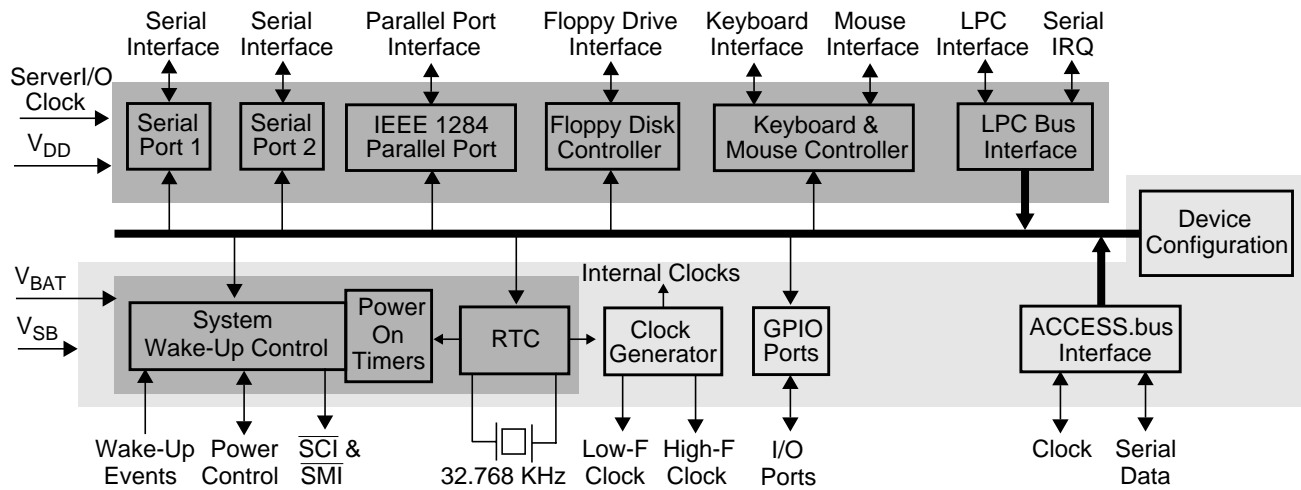 Serial
Interface
Serial
Interface
Parallel Port
Interface
Floppy Drive
Interface
Keyboard
Interface
Mouse
Interface
LPC
Interface
Serial
IRQ
ServerI/O
Clock
VDD
Serial
Port 1
Serial
Port 2
IEEE 1284
Parallel Port
Floppy Disk
Controller
Keyboard &
Mouse Controller
LPC Bus
Interface
Device
Configuration
VBAT
VSB
System
Wake-Up Control
Power
On
Timers
RTC
Internal Clocks
Clock
Generator
GPIO
Ports
ACCESS.bus
Interface
Wake-Up
Events
Power
Control
SCI &
SMI
32.768 KHz
Low-F
Clock
High-F
Clock
I/O
Ports
Clock
Serial
Data